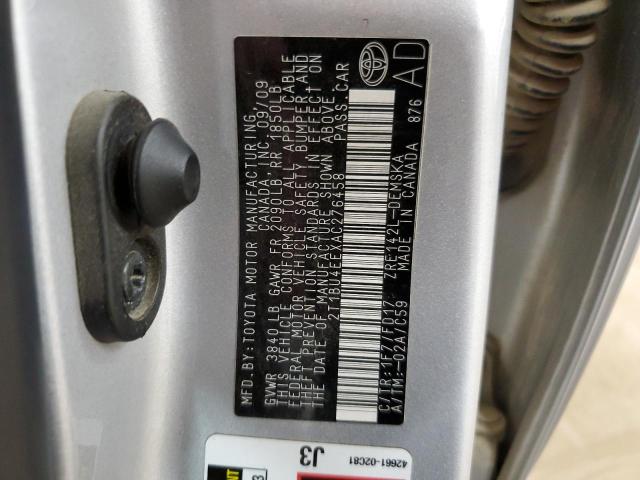 MFD.BY:TOYOTA MOTOR MANUFACTURING
CANADA, INC. 09/09
GVWR 3840LB GAWR FR 2090LB RR 1850LB
THIS VEHICLE CONFORMS TO ALL APPLICABLE
FEDERAL MOTOR VEHICLE SAFETY, BUMPER, AND
THEFT PREVENTION STANDARDS IN EFFECT ON
THE DATE OF MANUFACTURE SHOWN ABOVE.
2T1BU4EEXAC276458 PASS. CAR
C/TR:1F7/FQ17 ZRE142L-DEMSKA
A/TM:-02A/C59 MADE IN CANADA 876
AD
J3
42661-02C81